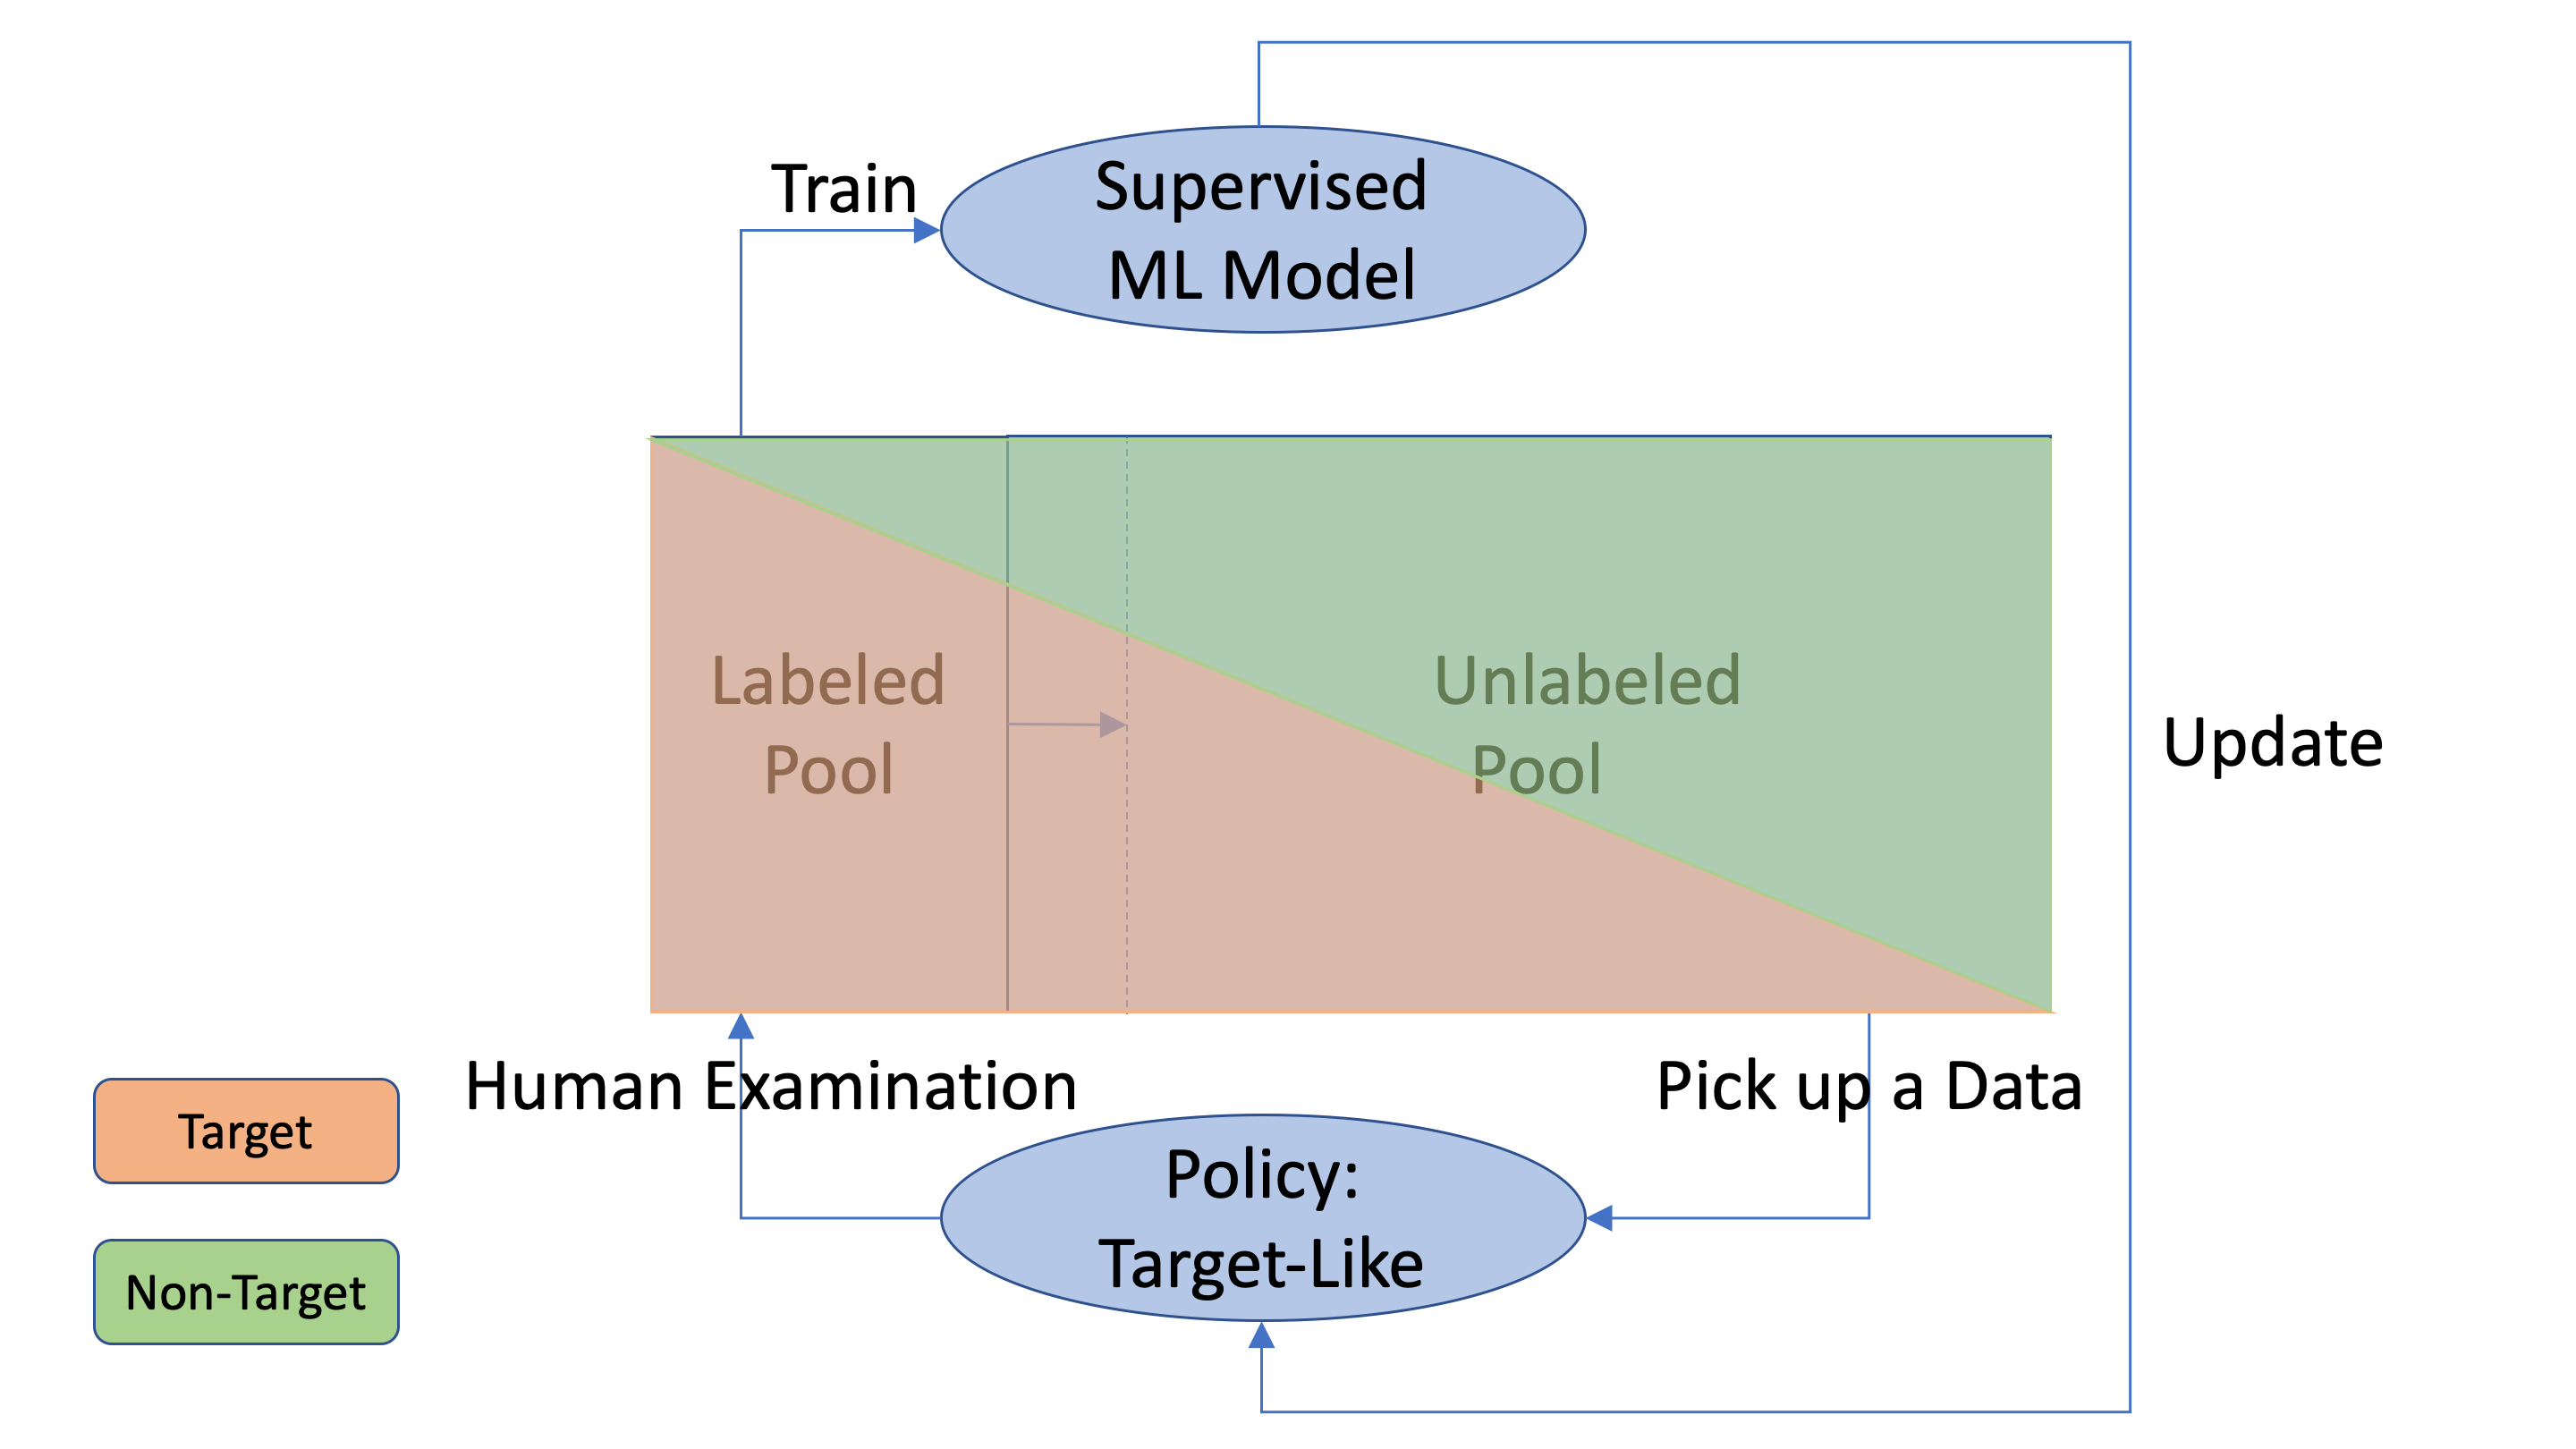 Train
Supervised
ML Model
Labeled
Pool
Unlabeled
Pool
Update
Human Examination
Pick up a Data
Policy:
Target-Like
Target
Non-Target